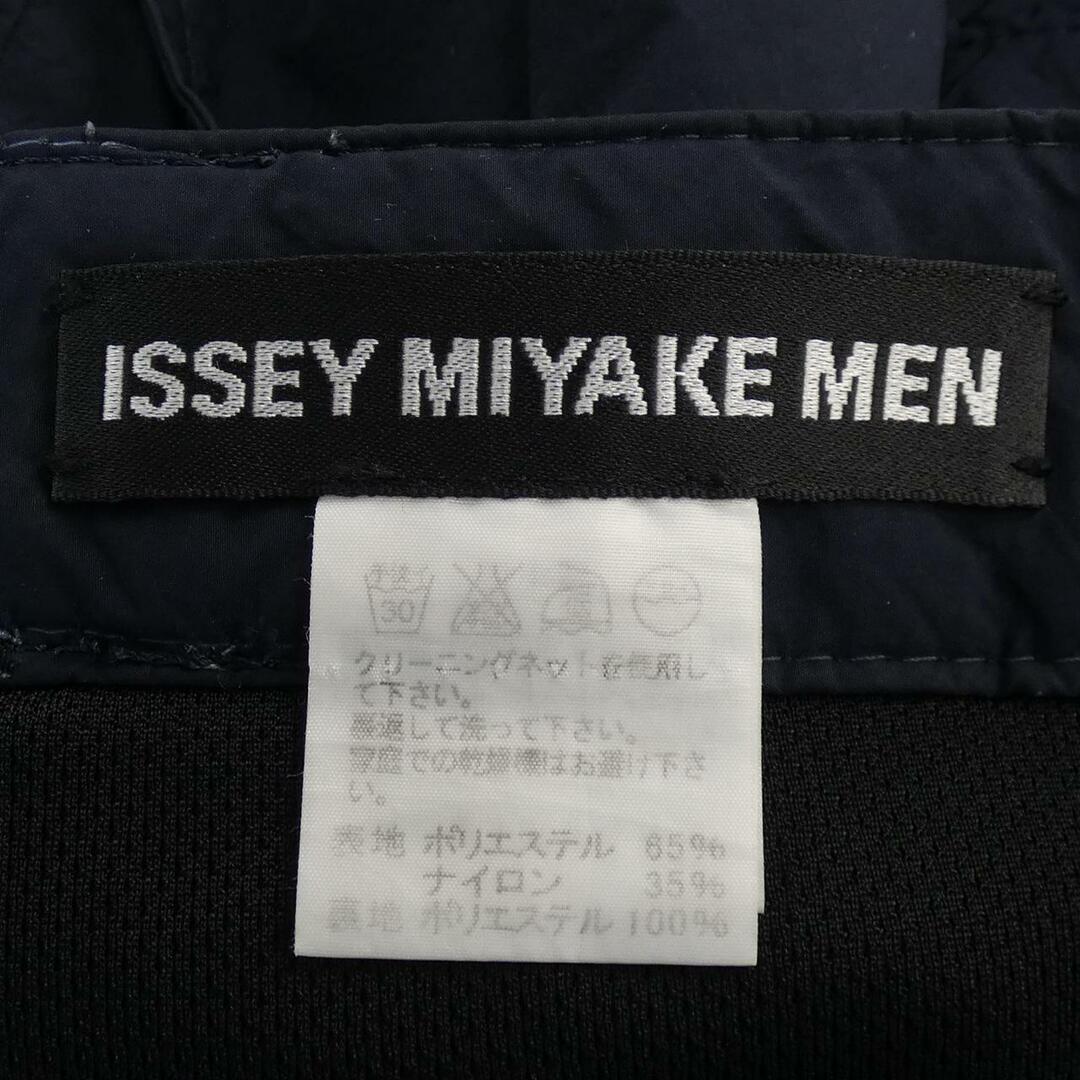 ISSEY MIYAKE MEN
30
クリーニングネットを使用し
て下さい。
裏返して洗って下さい。
家庭での乾燥機はお避け下さ
い。
表地 ポリエステル 65%
ナイロン 35%
裏地 ポリエステル 100%